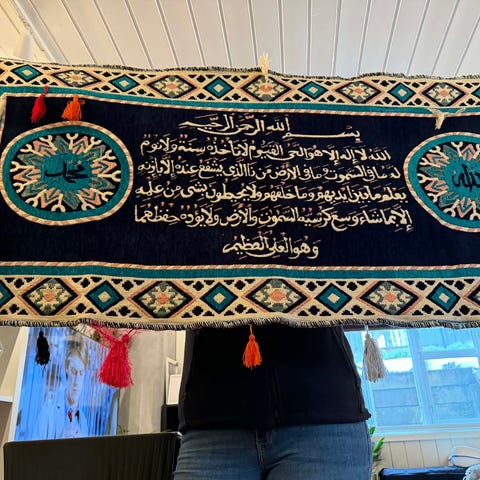 بسم الله الرحمن الرحيم
الله لا إله إلا هو الحي القيوم لا تأخذه سنة ولا نوم
له ما في السموت وما في الأرض من ذا الذي يشفع عنده إلا بإذنه
يعلم ما بين أيديهم وما خلفهم ولا يحيطون بشئ من علمه
إلا بما شاء وسع كرسيه السموت والأرض ولا يؤده حفظهما
وهو العلي العظيم
الله
محمد